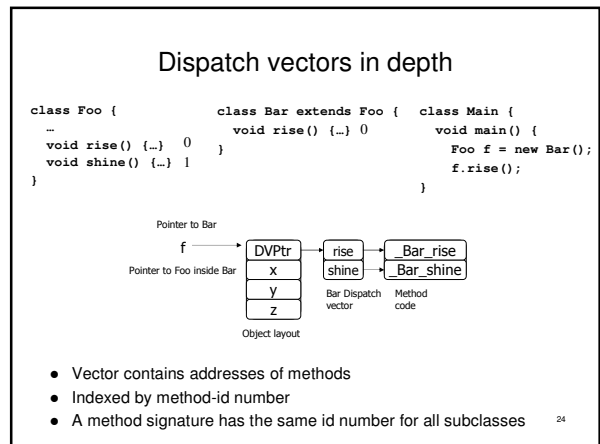 Dispatch vectors in depth
class Foo {
…
void rise() {…} 0
void shine() {…} 1
}
class Bar extends Foo {
void rise() {…} 0
}
class Main {
void main() {
Foo f = new Bar();
f.rise();
}
Pointer to Bar
f
Pointer to Foo inside Bar
DVPtr
x
y
z
Object layout
rise
shine
Bar Dispatch
vector
_Bar_rise
_Bar_shine
Method
code
● Vector contains addresses of methods
● Indexed by method-id number
● A method signature has the same id number for all subclasses
24